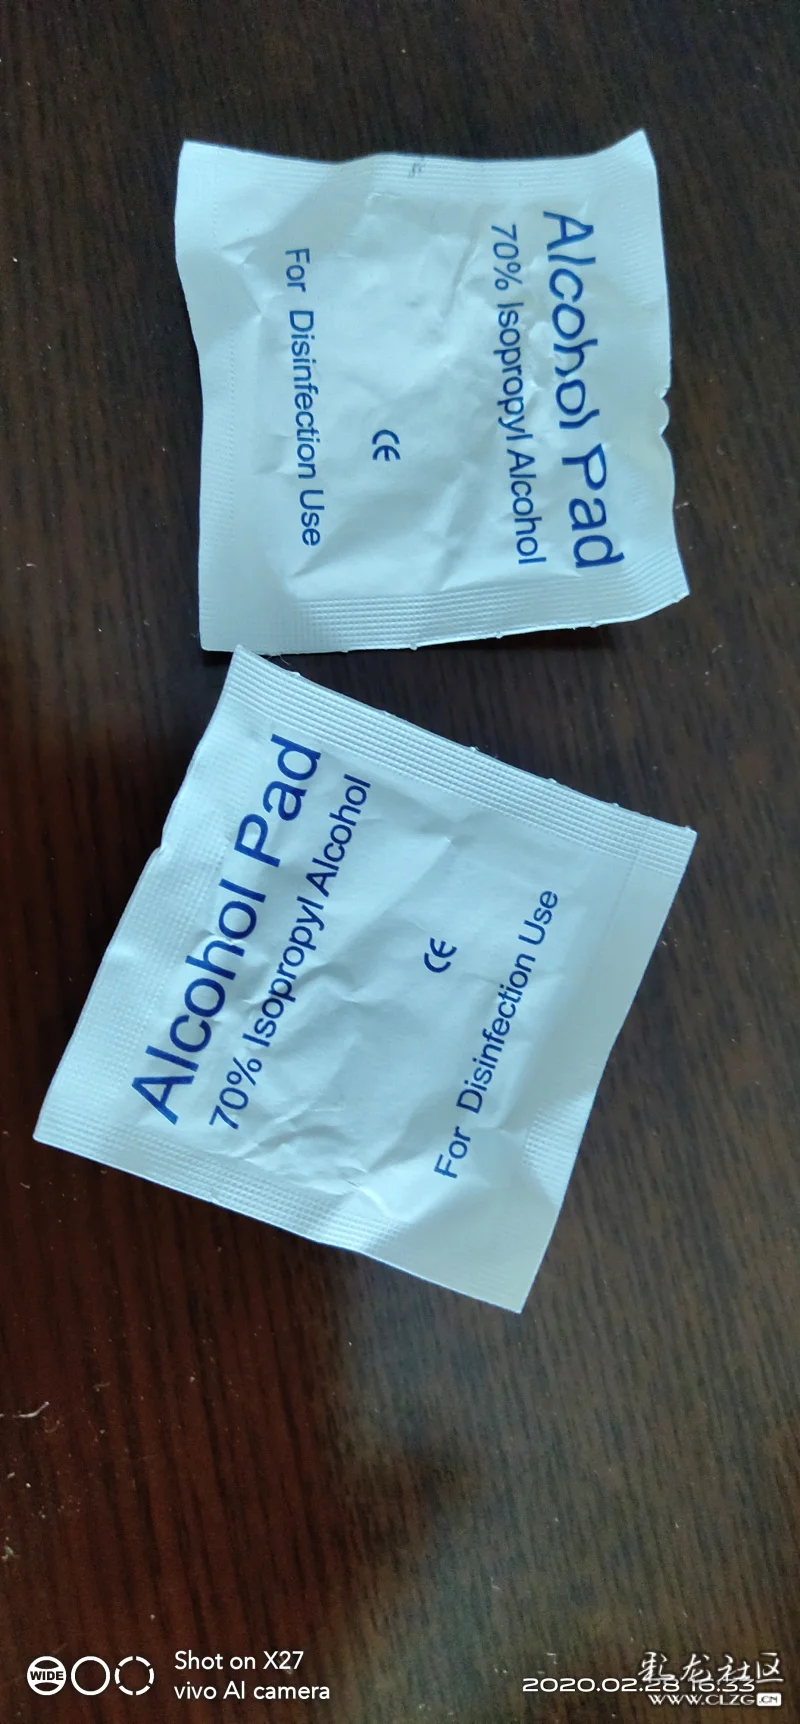 Alcohol Pad
70% Isopropyl Alcohol
CE
For Disinfection Use
Alcohol Pad
70% Isopropyl Alcohol
CE
For Disinfection Use
WIDE
Shot on X27
vivo AI camera
2020.02.28 16:33
彩龙社区
WWW.CLZG.CN